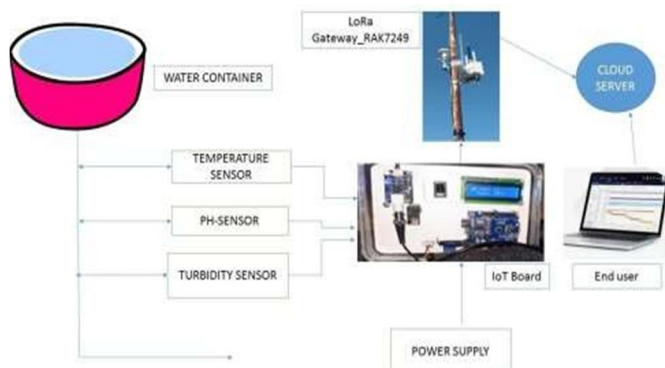 LoRa
Gateway_RAK7249
WATER CONTAINER
CLOUD
SERVER
TEMPERATURE
SENSOR
PH-SENSOR
TURBIDITY SENSOR
IoT Board
End user
POWER SUPPLY